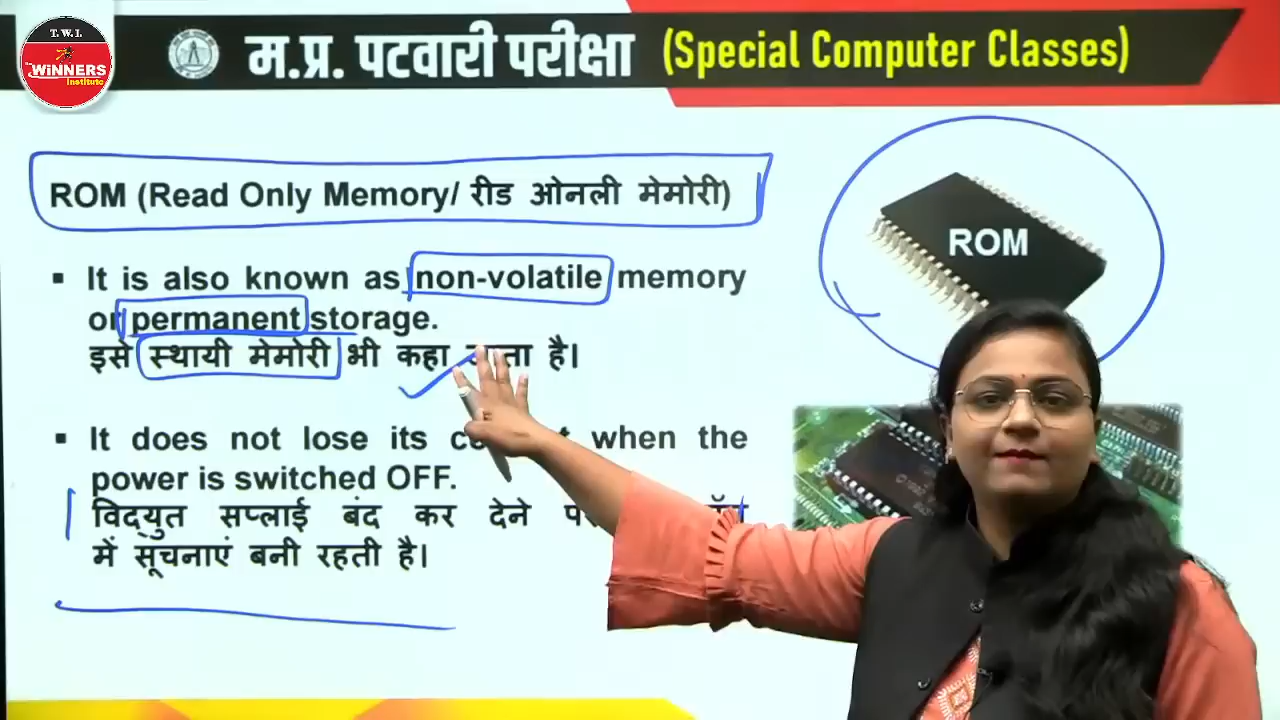 T.W.I.
WiNNERS
institute
म.प्र. पटवारी परीक्षा (Special Computer Classes)
ROM (Read Only Memory/ रीड ओनली मेमोरी)
ROM
▪ It is also known as non-volatile memory
or permanent storage.
इसे स्थायी मेमोरी भी कहा जाता है।
▪ It does not lose its when the
power is switched OFF.
विद्युत सप्लाई बंद कर देने
में सूचनाएं बनी रहती है।